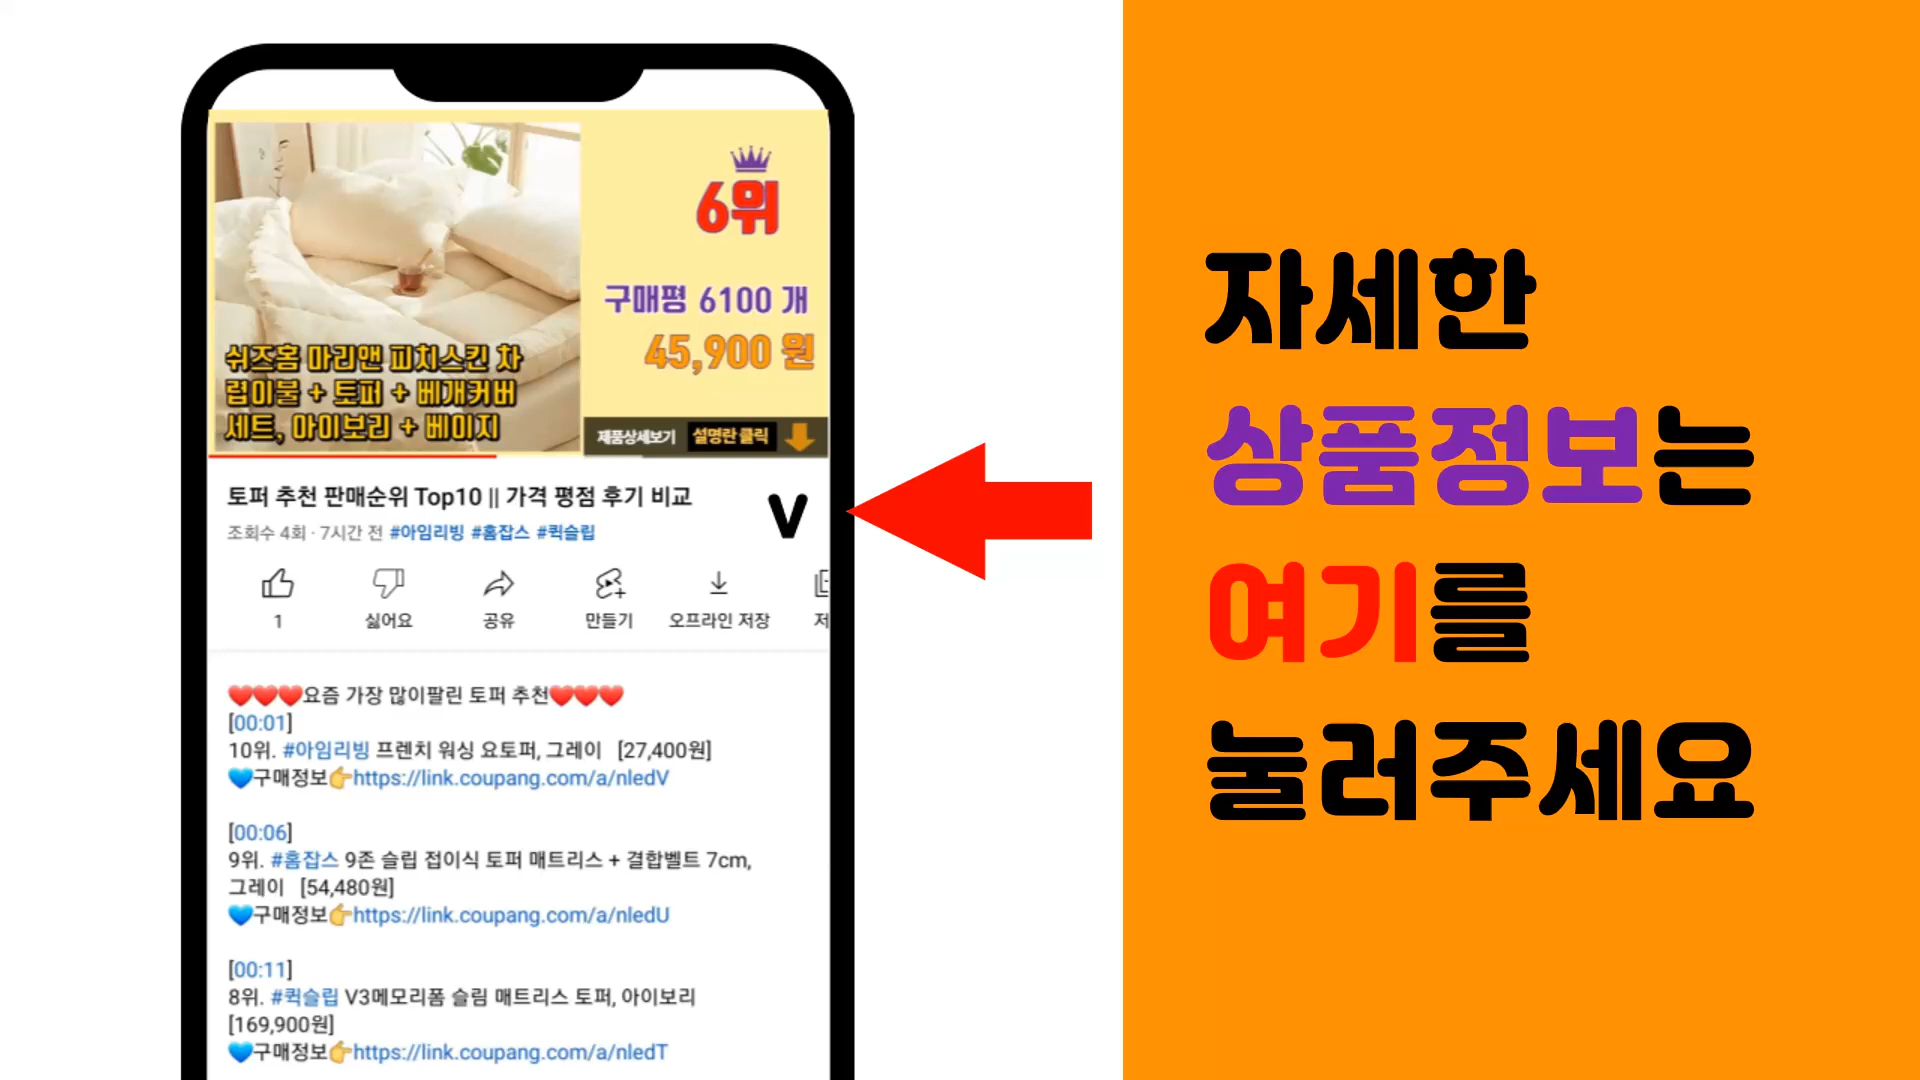 6위
구매평 6100 개
45,900 원
쉬즈홈 마리앤 피치스킨 차
렵이불 + 토퍼 + 베개커버
세트, 아이보리 + 베이지
제품상세보기 설명란 클릭
토퍼 추천 판매순위 Top10 || 가격 평점 후기 비교
V
조회수 4회 · 7시간 전 #아임리빙 #홈잡스 #퀵슬립
1 싫어요 공유 만들기 오프라인 저장 저
❤️❤️❤️요즘 가장 많이팔린 토퍼 추천❤️❤️❤️
[00:01]
10위. #아임리빙 프렌치 워싱 요토퍼, 그레이 [27,400원]
💙구매정보👉https://link.coupang.com/a/nledV
[00:06]
9위. #홈잡스 9존 슬립 접이식 토퍼 매트리스 + 결합벨트 7cm,
그레이 [54,480원]
💙구매정보👉https://link.coupang.com/a/nledU
[00:11]
8위. #퀵슬립 V3메모리폼 슬림 매트리스 토퍼, 아이보리
[169,900원]
💙구매정보👉https://link.coupang.com/a/nledT
자세한
상품정보는
여기를
눌러주세요